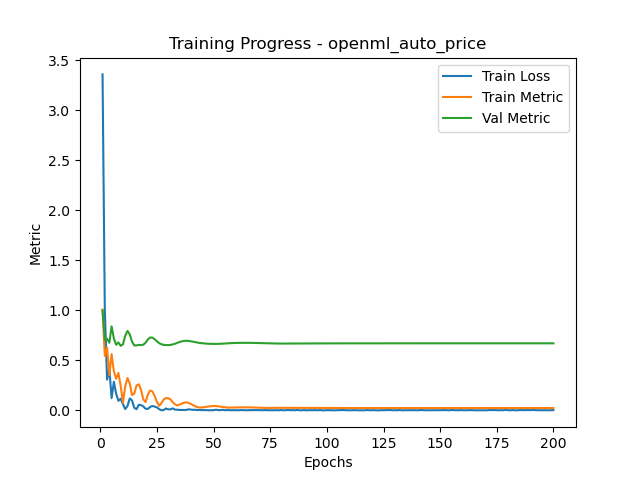 Training Progress - openml_auto_price
3.5
3.0
2.5
2.0
1.5
1.0
0.5
0.0
Metric
Train Loss
Train Metric
Val Metric
0 25 50 75 100 125 150 175 200
Epochs